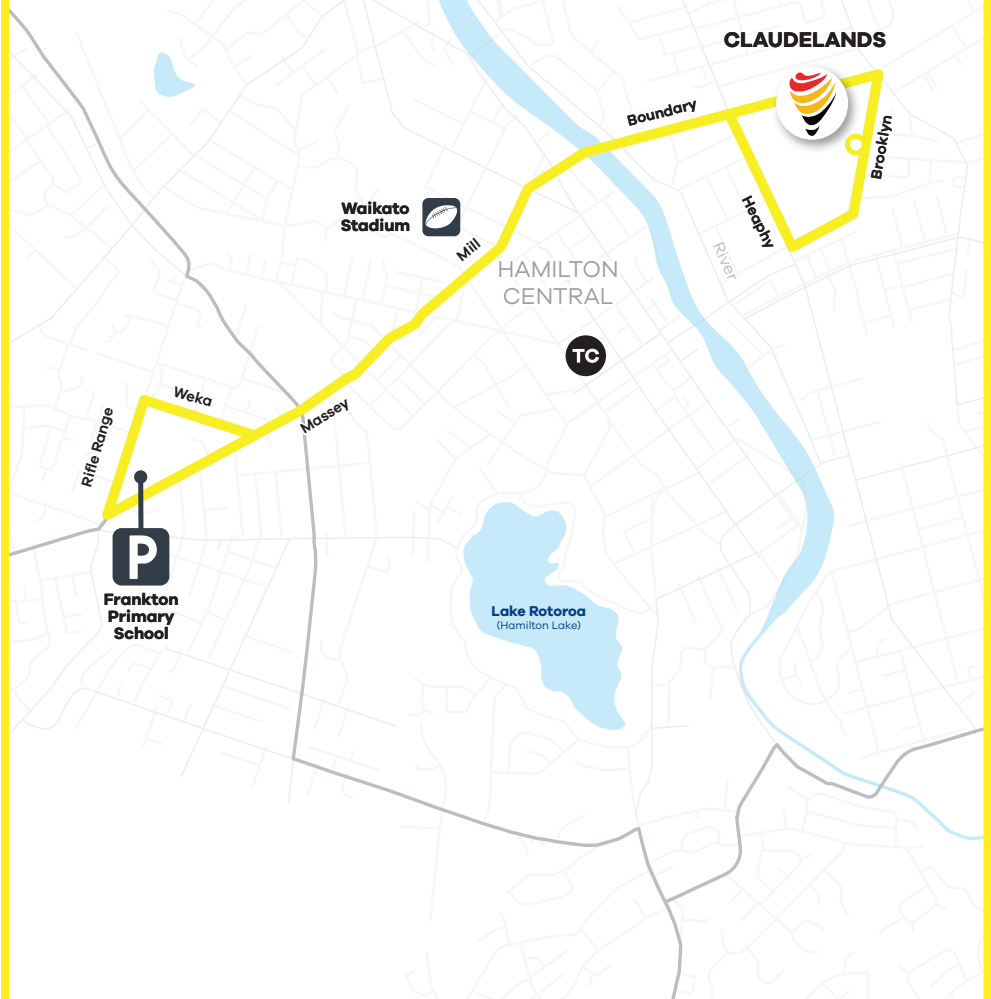 CLAUDELANDS
Boundary
Brooklyn
Heaphy
Waikato
Stadium
Mill
River
HAMILTON
CENTRAL
TC
Weka
Massey
Rifle Range
P
Frankton
Primary
School
Lake Rotoroa
(Hamilton Lake)